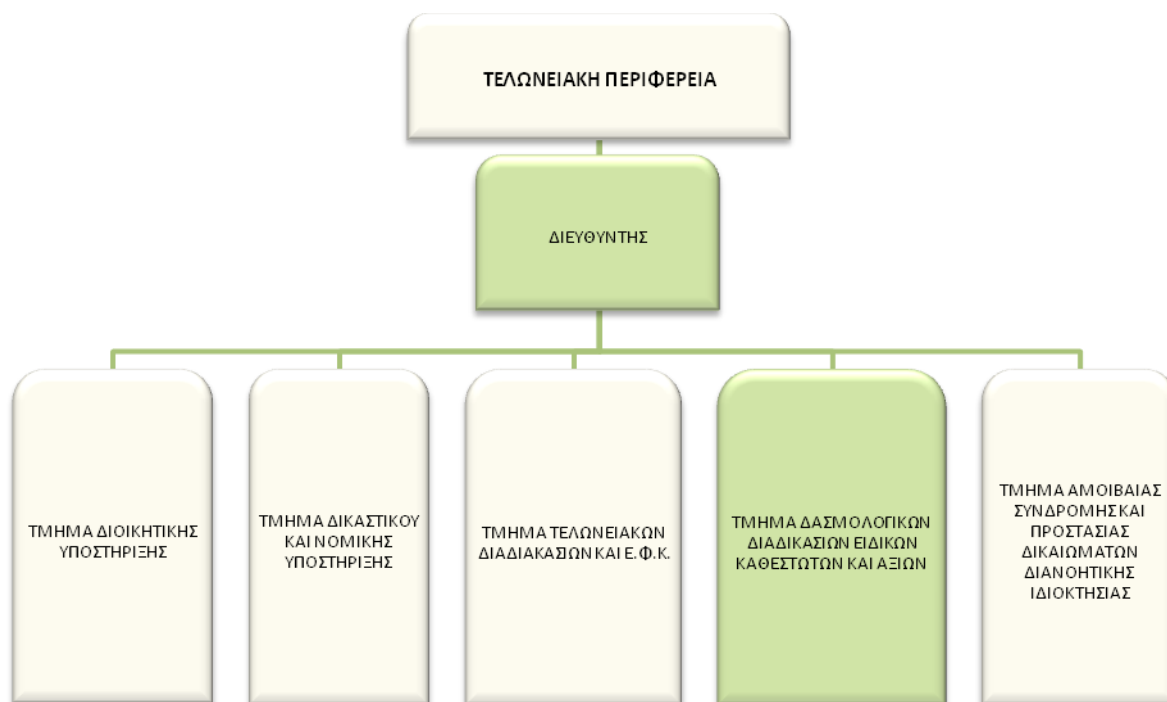 ΤΕΛΩΝΕΙΑΚΗ ΠΕΡΙΦΕΡΕΙΑ
ΔΙΕΥΘΥΝΤΗΣ
ΤΜΗΜΑ ΔΙΟΙΚΗΤΙΚΗΣ
ΥΠΟΣΤΗΡΙΞΗΣ
ΤΜΗΜΑ ΔΙΚΑΣΤΙΚΟΥ
ΚΑΙ ΝΟΜΙΚΗΣ
ΥΠΟΣΤΗΡΙΞΗΣ
ΤΜΗΜΑ ΤΕΛΩΝΕΙΑΚΩΝ
ΔΙΑΔΙΑΚΑΣΙΩΝ ΚΑΙ Ε.Φ.Κ.
ΤΜΗΜΑ ΔΑΣΜΟΛΟΓΙΚΩΝ
ΔΙΑΔΙΚΑΣΙΩΝ ΕΙΔΙΚΩΝ
ΚΑΘΕΣΤΩΤΩΝ ΚΑΙ ΑΞΙΩΝ
ΤΜΗΜΑ ΑΜΟΙΒΑΙΑΣ
ΣΥΝΔΡΟΜΗΣ ΚΑΙ
ΠΡΟΣΤΑΣΙΑΣ
ΔΙΚΑΙΩΜΑΤΩΝ
ΔΙΑΝΟΗΤΙΚΗΣ
ΙΔΙΟΚΤΗΣΙΑΣ